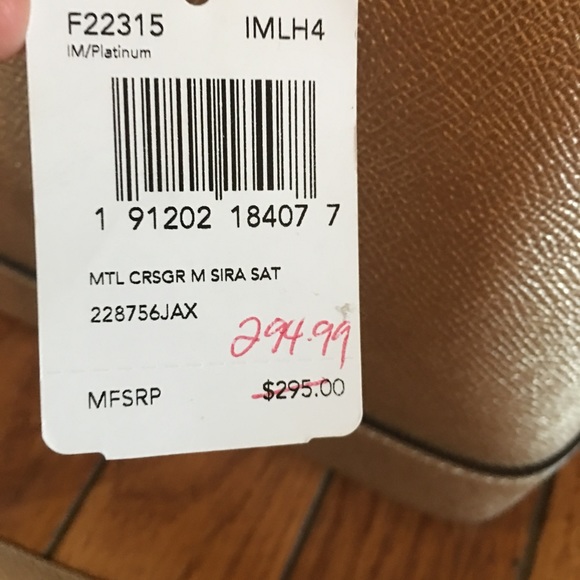 F22315 IMLH4
IM/Platinum
1 91202 18407 7
MTL CRSGR M SIRA SAT
228756JAX
294.99
MFSRP $295.00